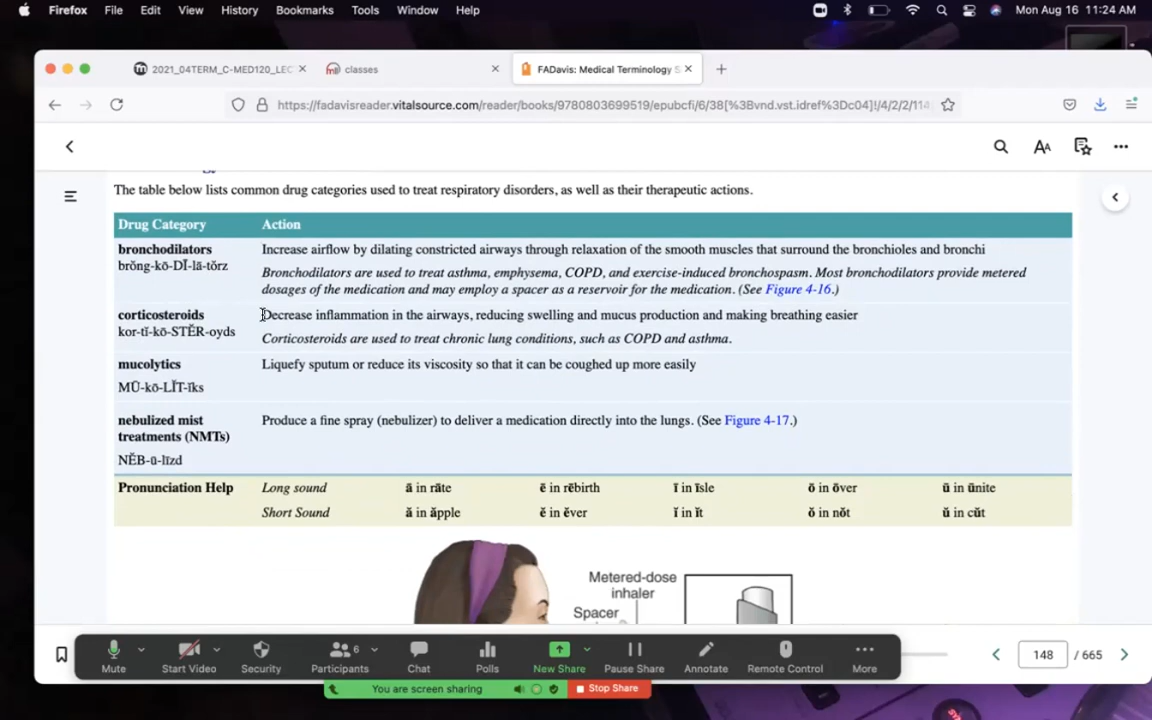 Firefox File Edit View History Bookmarks Tools Window Help Mon Aug 16 11:24 AM
2021_04TERM_C-MED120_LEC classes FADavis: Medical Terminology S
https://fadavisreader.vitalsource.com/reader/books/9780803699519/epubcfi/6/38[%3Bvnd.vst.idref%3Dc04]!/4/2/2/114
AA
The table below lists common drug categories used to treat respiratory disorders, as well as their therapeutic actions.
Drug Category Action
bronchodilators Increase airflow by dilating constricted airways through relaxation of the smooth muscles that surround the bronchioles and bronchi
brŏng-kō-DĪ-lā-tŏrz
Bronchodilators are used to treat asthma, emphysema, COPD, and exercise-induced bronchospasm. Most bronchodilators provide metered
dosages of the medication and may employ a spacer as a reservoir for the medication. (See Figure 4-16.)
corticosteroids Decrease inflammation in the airways, reducing swelling and mucus production and making breathing easier
kor-tĭ-kō-STĔR-oyds
Corticosteroids are used to treat chronic lung conditions, such as COPD and asthma.
mucolytics Liquefy sputum or reduce its viscosity so that it can be coughed up more easily
MŪ-kō-LĬT-ĭks
nebulized mist Produce a fine spray (nebulizer) to deliver a medication directly into the lungs. (See Figure 4-17.)
treatments (NMTs)
NĔB-ū-līzd
Pronunciation Help Long sound ā in rāte ē in rēbirth ī in īsle ō in ōver ū in ūnite
Short Sound ă in ăpple ĕ in ĕver ĭ in ĭt ŏ in nŏt ŭ in cŭt
Metered-dose
inhaler
Spacer
6
Mute Start Video Security Participants Chat Polls New Share Pause Share Annotate Remote Control More
148 / 665
You are screen sharing Stop Share